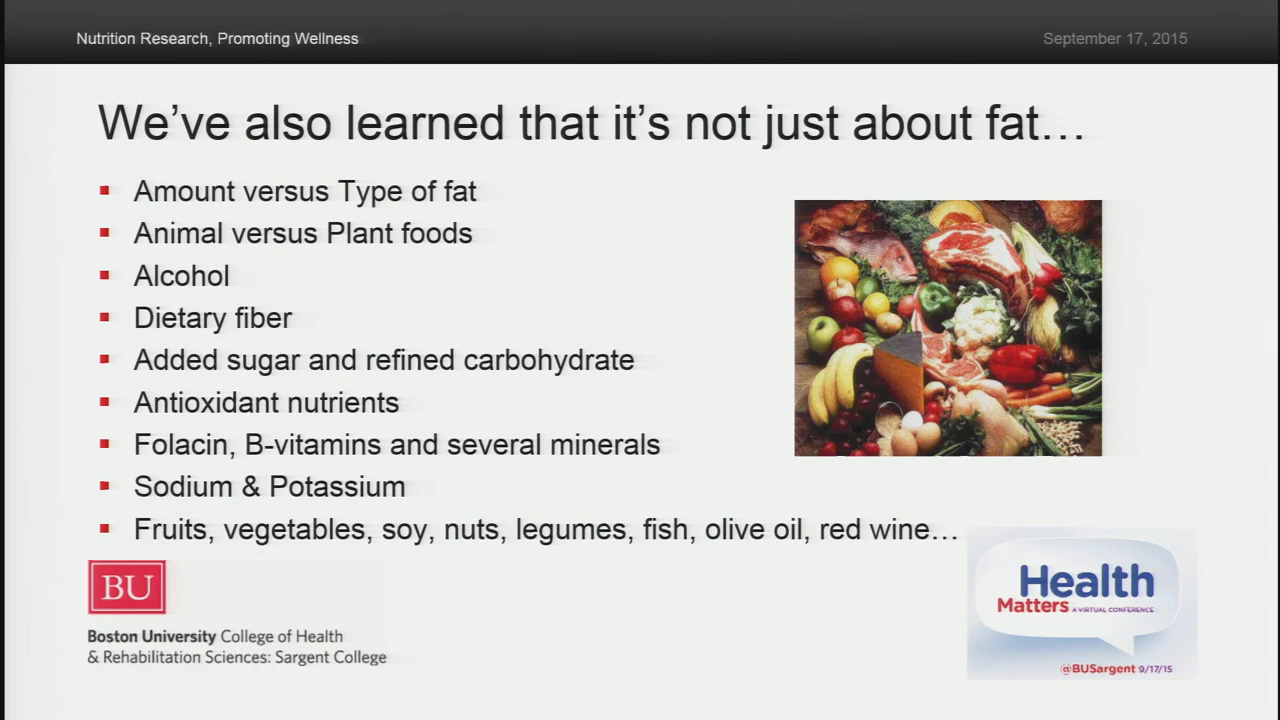 Nutrition Research, Promoting Wellness
September 17, 2015
We've also learned that it's not just about fat…
Amount versus Type of fat
Animal versus Plant foods
Alcohol
Dietary fiber
Added sugar and refined carbohydrate
Antioxidant nutrients
Folacin, B-vitamins and several minerals
Sodium & Potassium
Fruits, vegetables, soy, nuts, legumes, fish, olive oil, red wine…
BU
Boston University College of Health
& Rehabilitation Sciences: Sargent College
Health
Matters A VIRTUAL CONFERENCE
@BUSargent 9/17/15